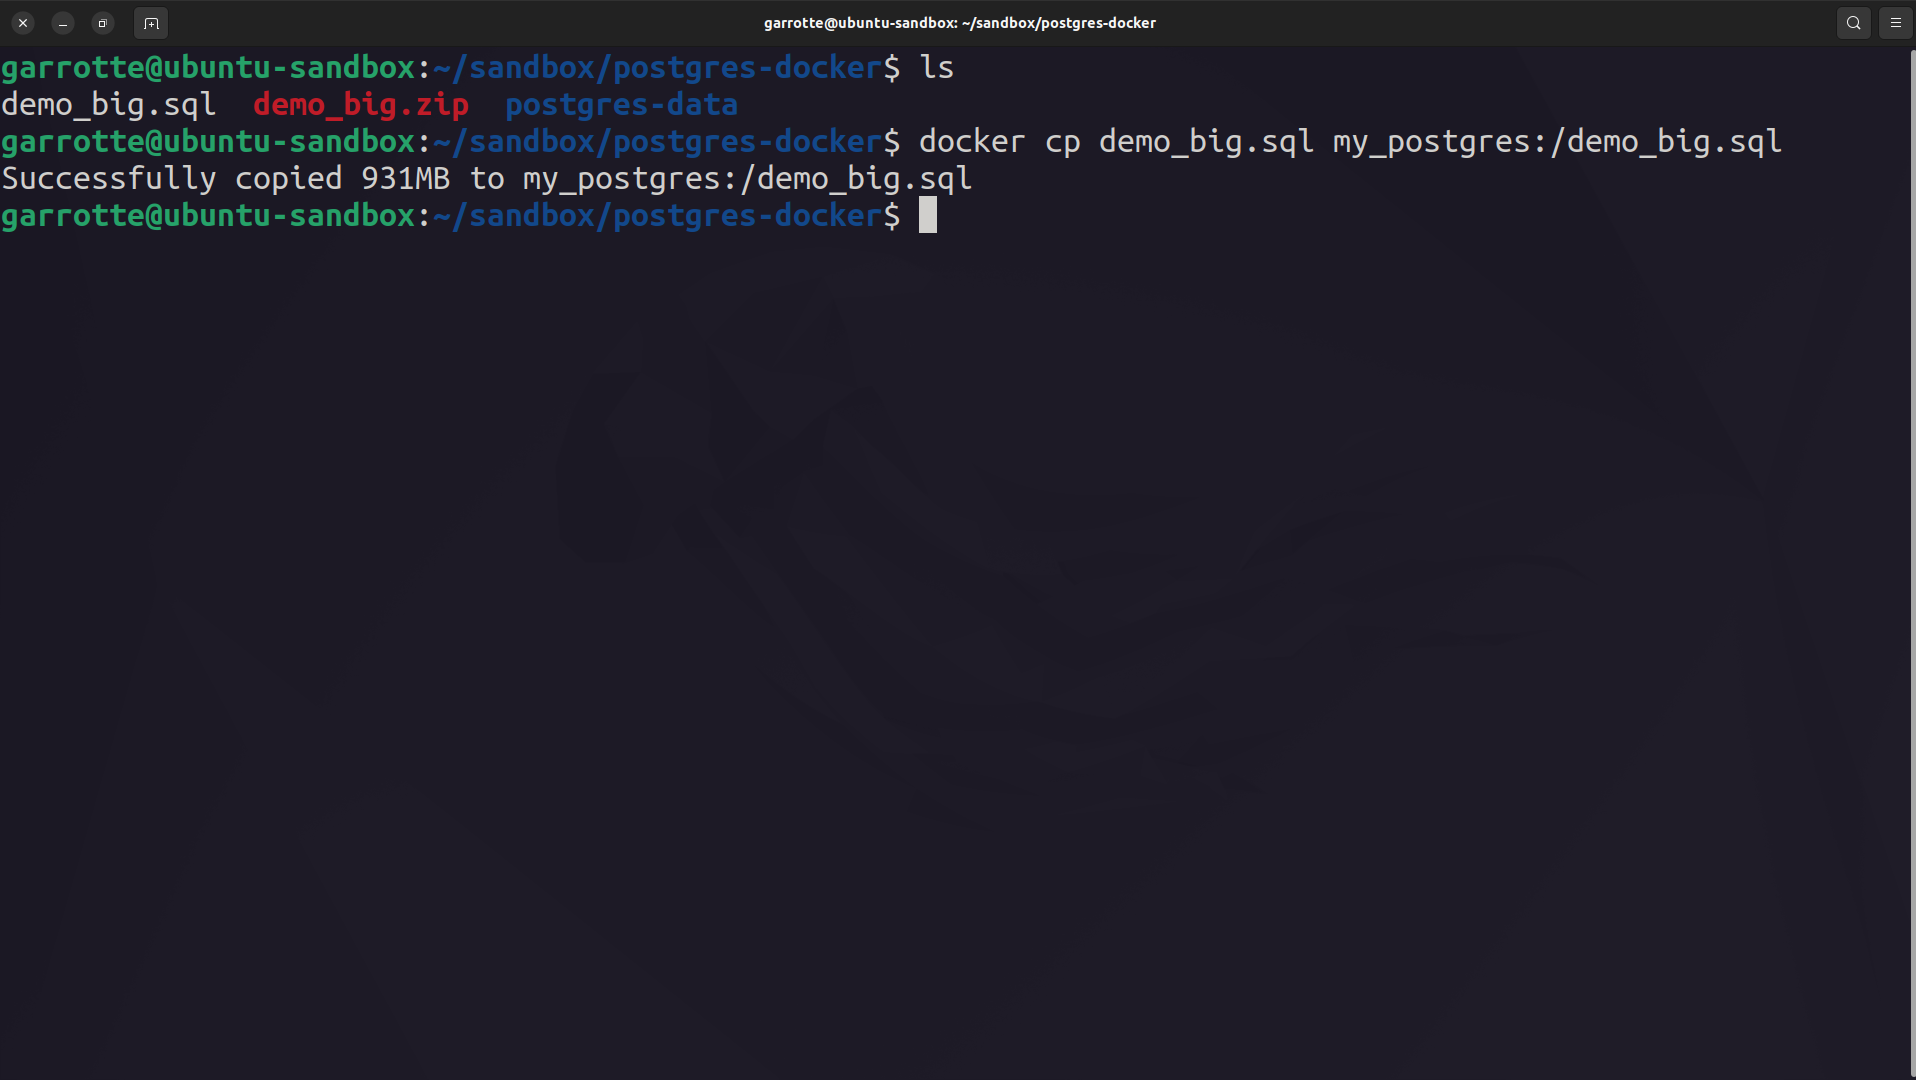 garrotte@ubuntu-sandbox: ~/sandbox/postgres-docker
garrotte@ubuntu-sandbox:~/sandbox/postgres-docker$ ls
demo_big.sql  demo_big.zip  postgres-data
garrotte@ubuntu-sandbox:~/sandbox/postgres-docker$ docker cp demo_big.sql my_postgres:/demo_big.sql
Successfully copied 931MB to my_postgres:/demo_big.sql
garrotte@ubuntu-sandbox:~/sandbox/postgres-docker$